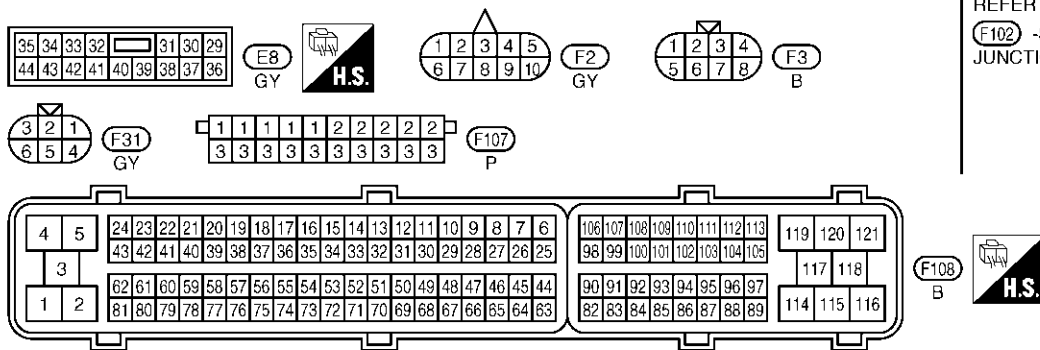 REFER
F102 -
JUNCTI
35 34 33 32 31 30 29
44 43 42 41 40 39 38 37 36
E8
GY
H.S.
1 2 3 4 5
6 7 8 9 10
F2
GY
1 2 3 4
5 6 7 8
F3
B
3 2 1
6 5 4
F31
GY
1 1 1 1 1 2 2 2 2 2
3 3 3 3 3 3 3 3 3 3
F107
P
4 5
3
1 2
24 23 22 21 20 19 18 17 16 15 14 13 12 11 10 9 8 7 6
43 42 41 40 39 38 37 36 35 34 33 32 31 30 29 28 27 26 25
62 61 60 59 58 57 56 55 54 53 52 51 50 49 48 47 46 45 44
81 80 79 78 77 76 75 74 73 72 71 70 69 68 67 66 65 64 63
106 107 108 109 110 111 112 113
98 99 100 101 102 103 104 105
90 91 92 93 94 95 96 97
82 83 84 85 86 87 88 89
119 120 121
117 118
114 115 116
F108
B
H.S.